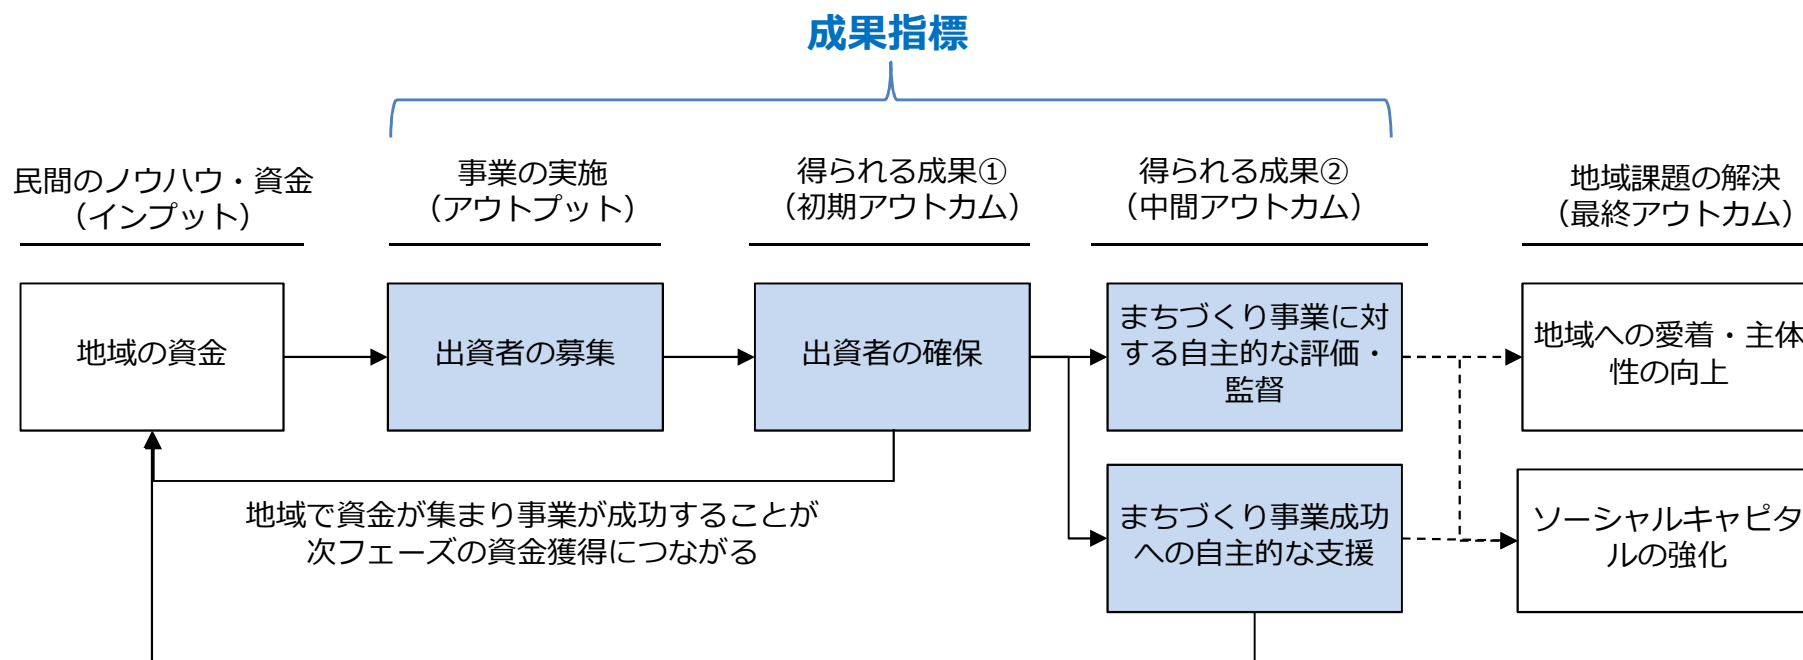 成果指標
民間のノウハウ・資金
（インプット）
事業の実施
（アウトプット）
得られる成果①
（初期アウトカム）
得られる成果②
（中間アウトカム）
地域課題の解決
（最終アウトカム）
地域の資金
出資者の募集
出資者の確保
まちづくり事業に対
する自主的な評価・
監督
地域への愛着・主体
性の向上
地域で資金が集まり事業が成功することが
次フェーズの資金獲得につながる
まちづくり事業成功
への自主的な支援
ソーシャルキャピタ
ルの強化